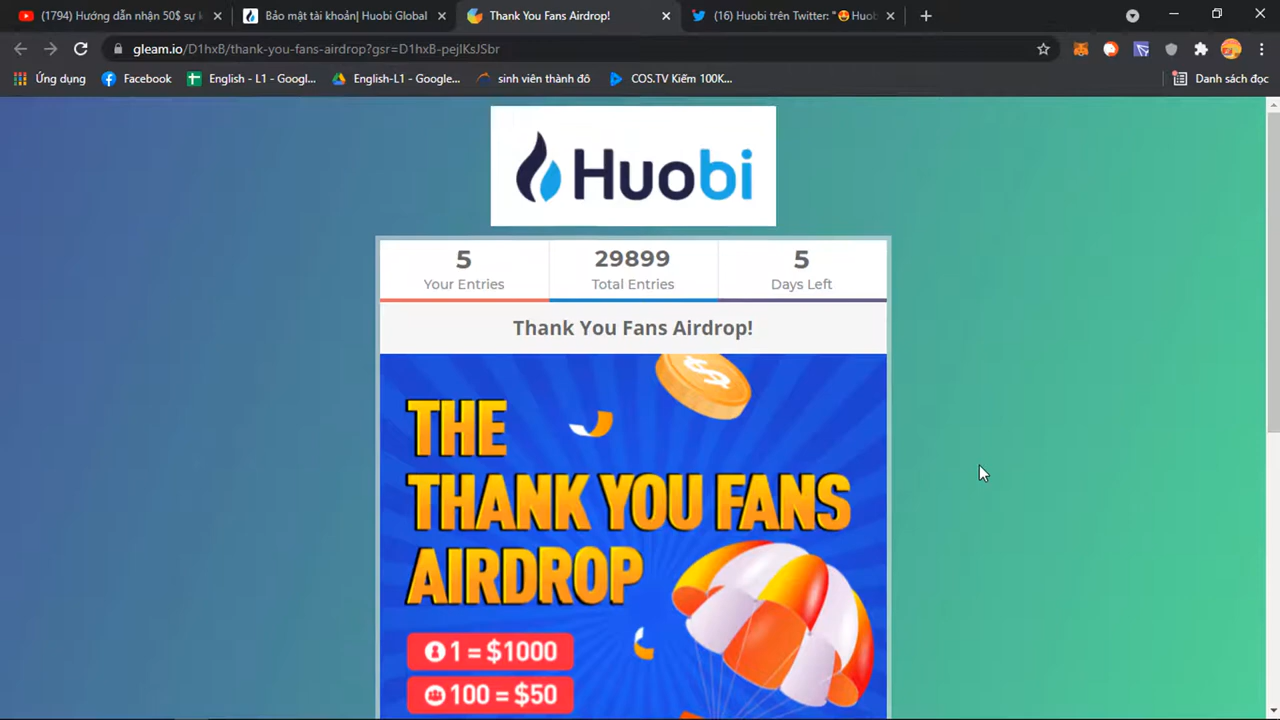 (1794) Hướng dẫn nhận 50$ sự k
Bảo mật tài khoản| Huobi Global
Thank You Fans Airdrop!
(16) Huobi trên Twitter: "🤩Huob
gleam.io/D1hxB/thank-you-fans-airdrop?gsr=D1hxB-pejIKsJSbr
Ứng dụng
Facebook
English - L1 - Googl...
English-L1 - Google...
sinh viên thành đô
COS.TV Kiếm 100K...
Danh sách đọc
Huobi
5
Your Entries
29899
Total Entries
5
Days Left
Thank You Fans Airdrop!
THE
THANK YOU FANS
AIRDROP
1 = $1000
100 = $50